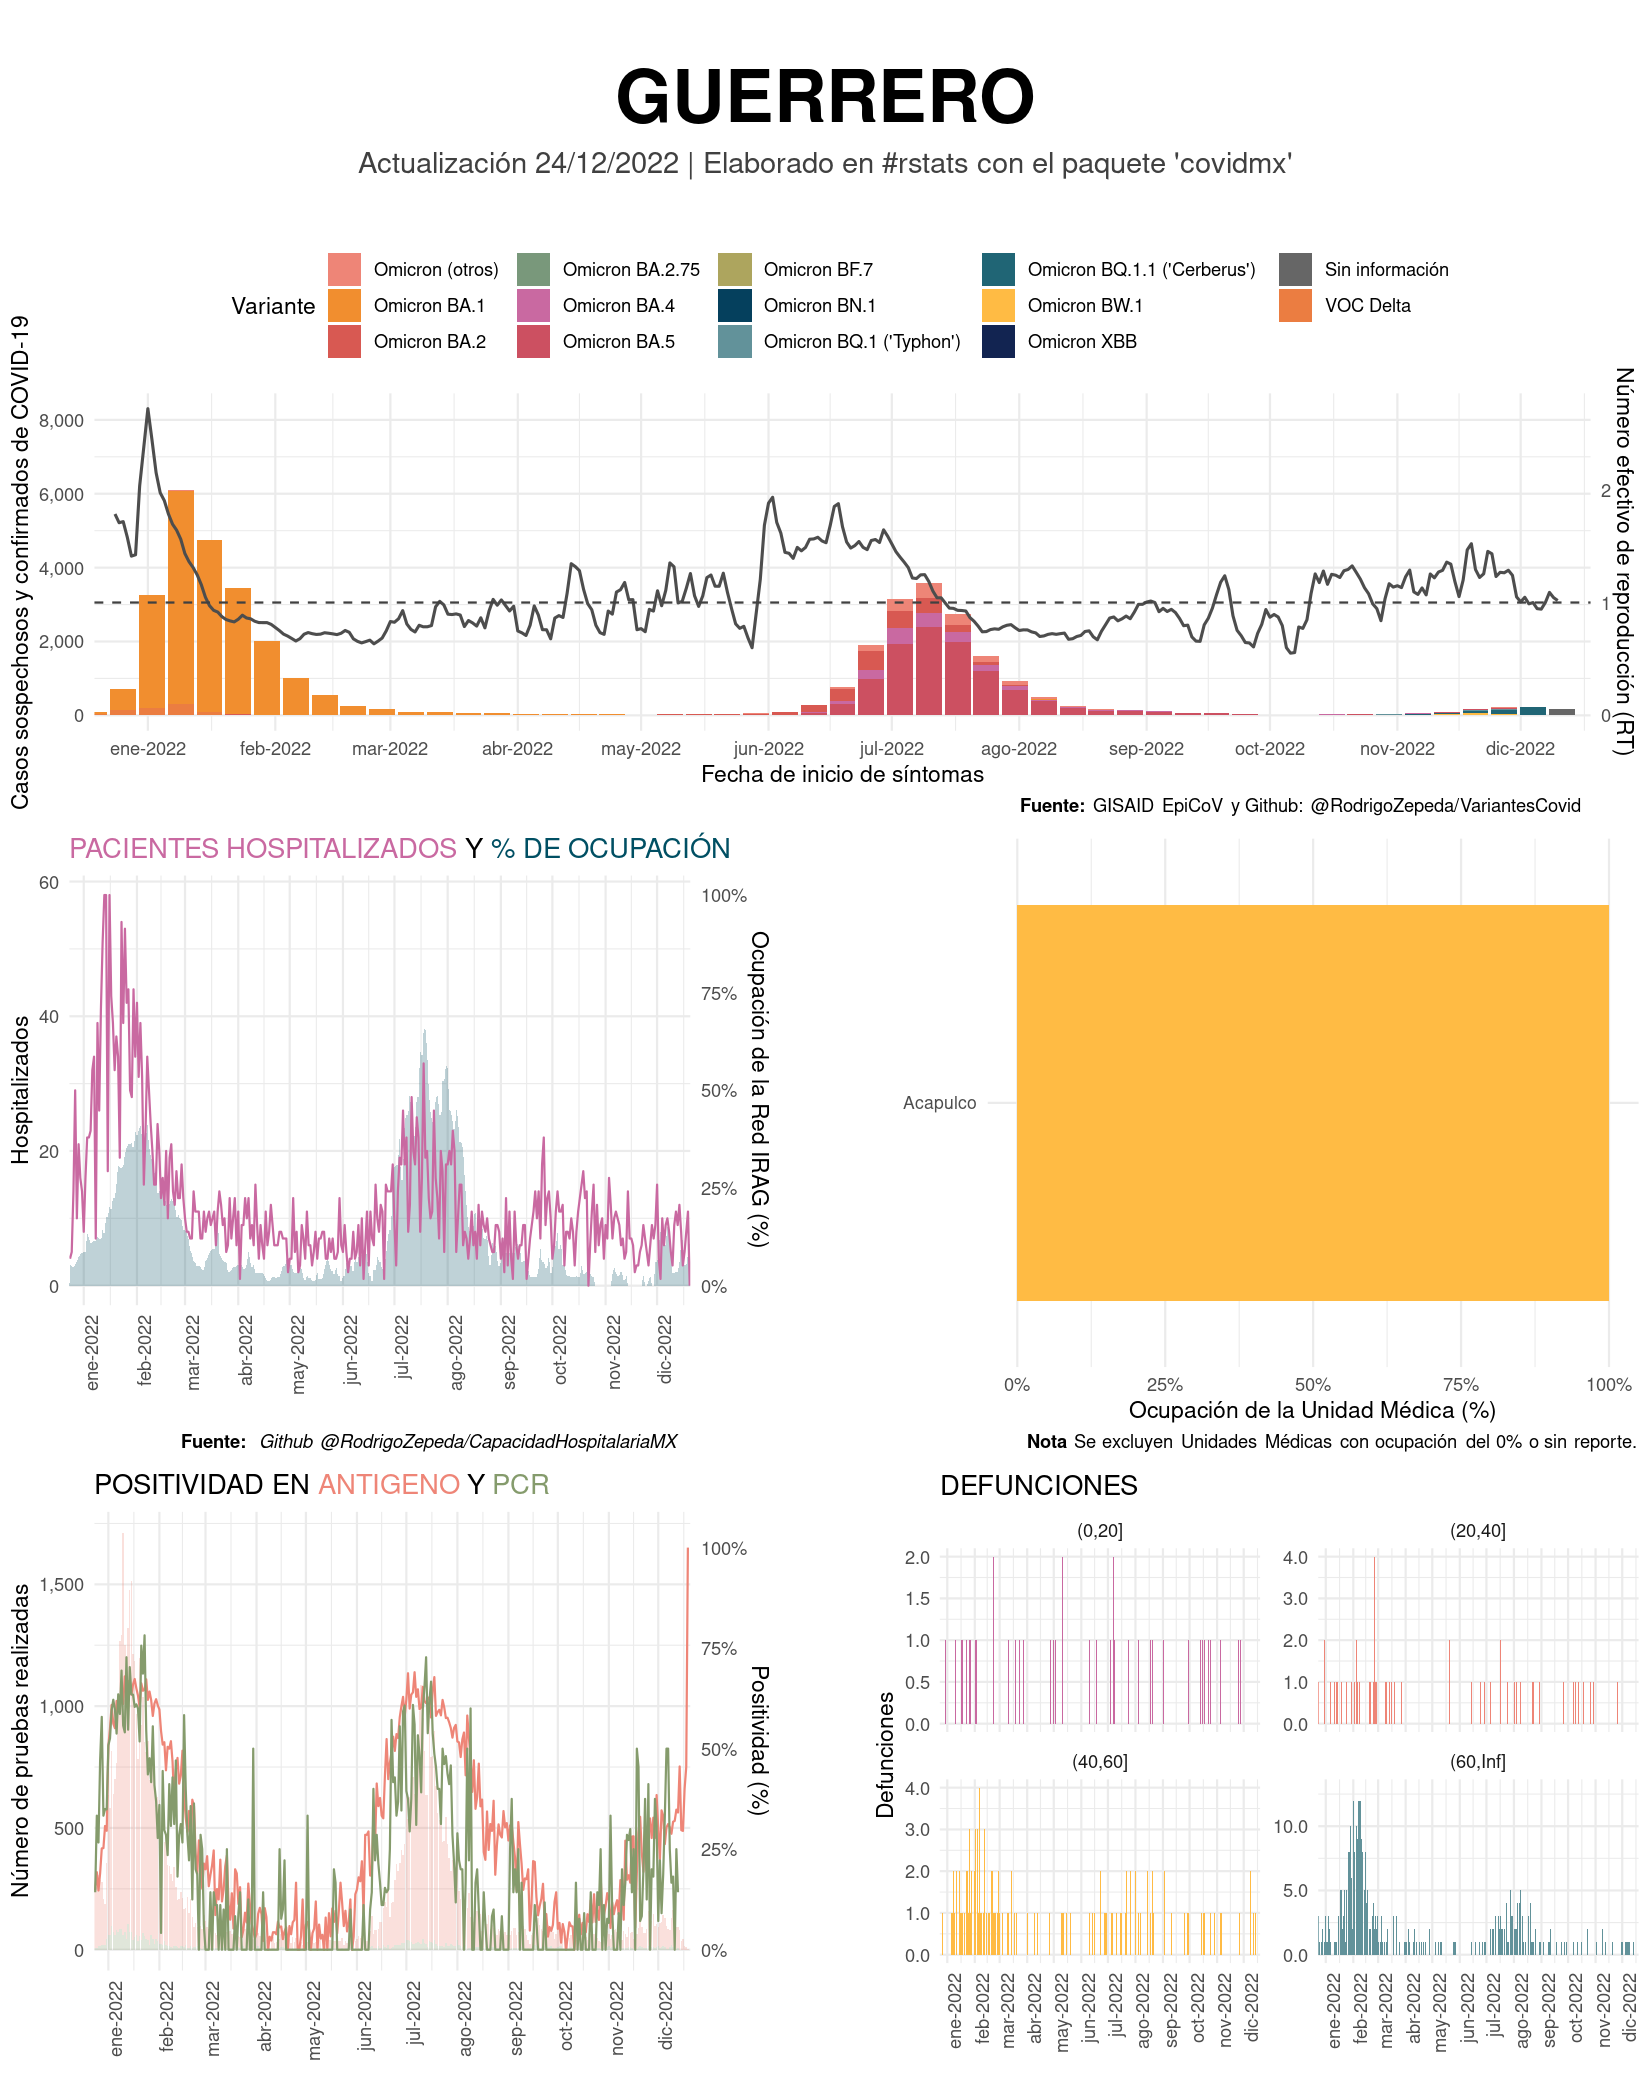 GUERRERO
Actualización 24/12/2022 | Elaborado en #rstats con el paquete 'covidmx'
Variante
Omicron (otros)
Omicron BA.1
Omicron BA.2
Omicron BA.2.75
Omicron BA.4
Omicron BA.5
Omicron BF.7
Omicron BN.1
Omicron BQ.1 ('Typhon')
Omicron BQ.1.1 ('Cerberus')
Omicron BW.1
Omicron XBB
Sin información
VOC Delta
Casos sospechosos y confirmados de COVID-19
8,000
6,000
4,000
2,000
0
Número efectivo de reproducción (RT)
2
1
0
ene-2022 feb-2022 mar-2022 abr-2022 may-2022 jun-2022 jul-2022 ago-2022 sep-2022 oct-2022 nov-2022 dic-2022
Fecha de inicio de síntomas
Fuente: GISAID EpiCoV y Github: @RodrigoZepeda/VariantesCovid
PACIENTES HOSPITALIZADOS Y % DE OCUPACIÓN
Hospitalizados
60
40
20
0
100%
75%
50%
25%
0%
Ocupación de la Red IRAG (%)
ene-2022 feb-2022 mar-2022 abr-2022 may-2022 jun-2022 jul-2022 ago-2022 sep-2022 oct-2022 nov-2022 dic-2022
Fuente: Github @RodrigoZepeda/CapacidadHospitalariaMX
Acapulco
0% 25% 50% 75% 100%
Ocupación de la Unidad Médica (%)
Nota Se excluyen Unidades Médicas con ocupación del 0% o sin reporte.
POSITIVIDAD EN ANTIGENO Y PCR
Número de pruebas realizadas
1,500
1,000
500
0
100%
75%
50%
25%
0%
Positividad (%)
ene-2022 feb-2022 mar-2022 abr-2022 may-2022 jun-2022 jul-2022 ago-2022 sep-2022 oct-2022 nov-2022 dic-2022
DEFUNCIONES
Defunciones
(0,20]
2.0
1.5
1.0
0.5
0.0
(20,40]
4.0
3.0
2.0
1.0
0.0
(40,60]
4.0
3.0
2.0
1.0
0.0
(60,Inf]
10.0
5.0
0.0
ene-2022 feb-2022 mar-2022 abr-2022 may-2022 jun-2022 jul-2022 ago-2022 sep-2022 oct-2022 nov-2022 dic-2022
ene-2022 feb-2022 mar-2022 abr-2022 may-2022 jun-2022 jul-2022 ago-2022 sep-2022 oct-2022 nov-2022 dic-2022